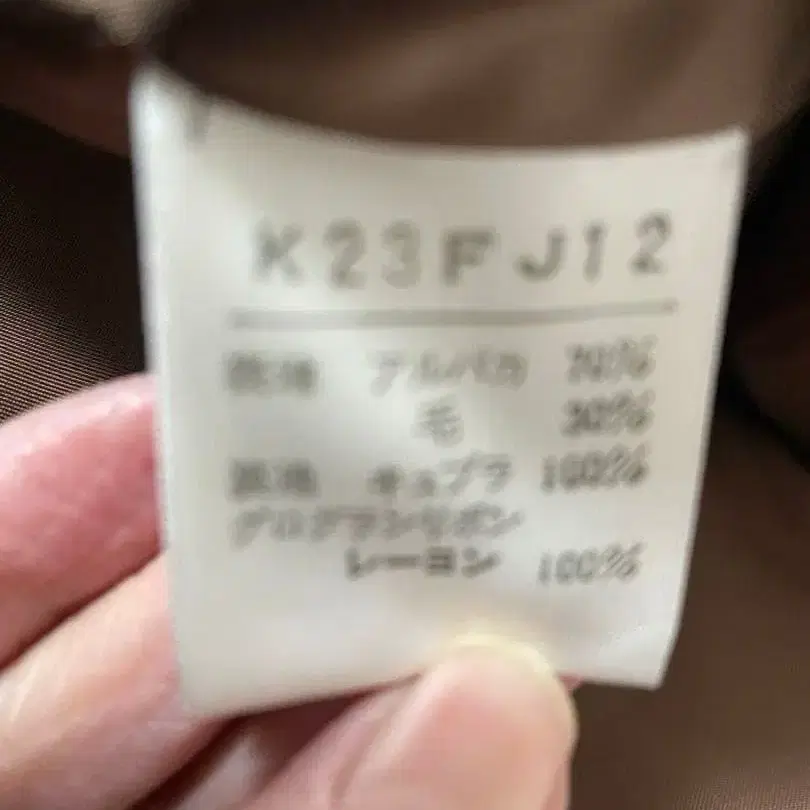 K23FJ12
表地 アルパカ 70%
毛 30%
裏地 キュプラ 100%
グログランリボン
レーヨン 100%